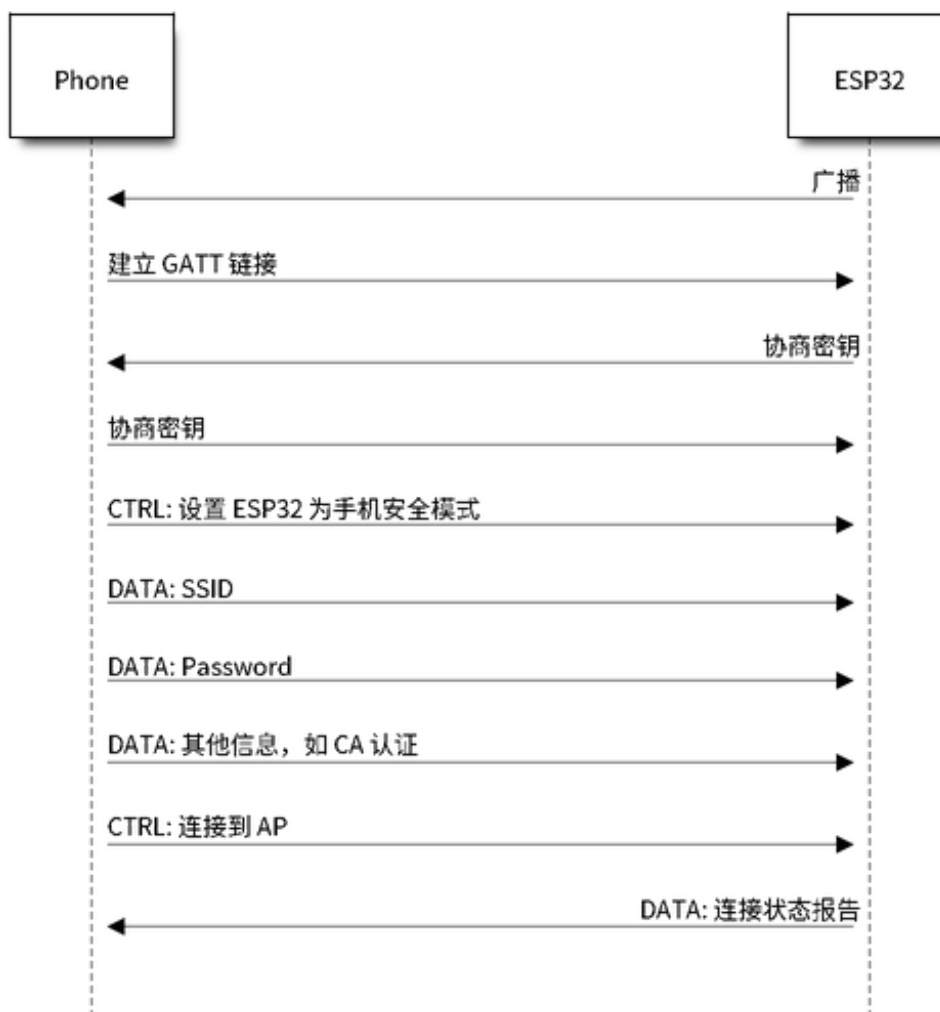 Phone
ESP32
广播
建立 GATT 链接
协商密钥
协商密钥
CTRL: 设置 ESP32 为手机安全模式
DATA: SSID
DATA: Password
DATA: 其他信息，如 CA 认证
CTRL: 连接到 AP
DATA: 连接状态报告